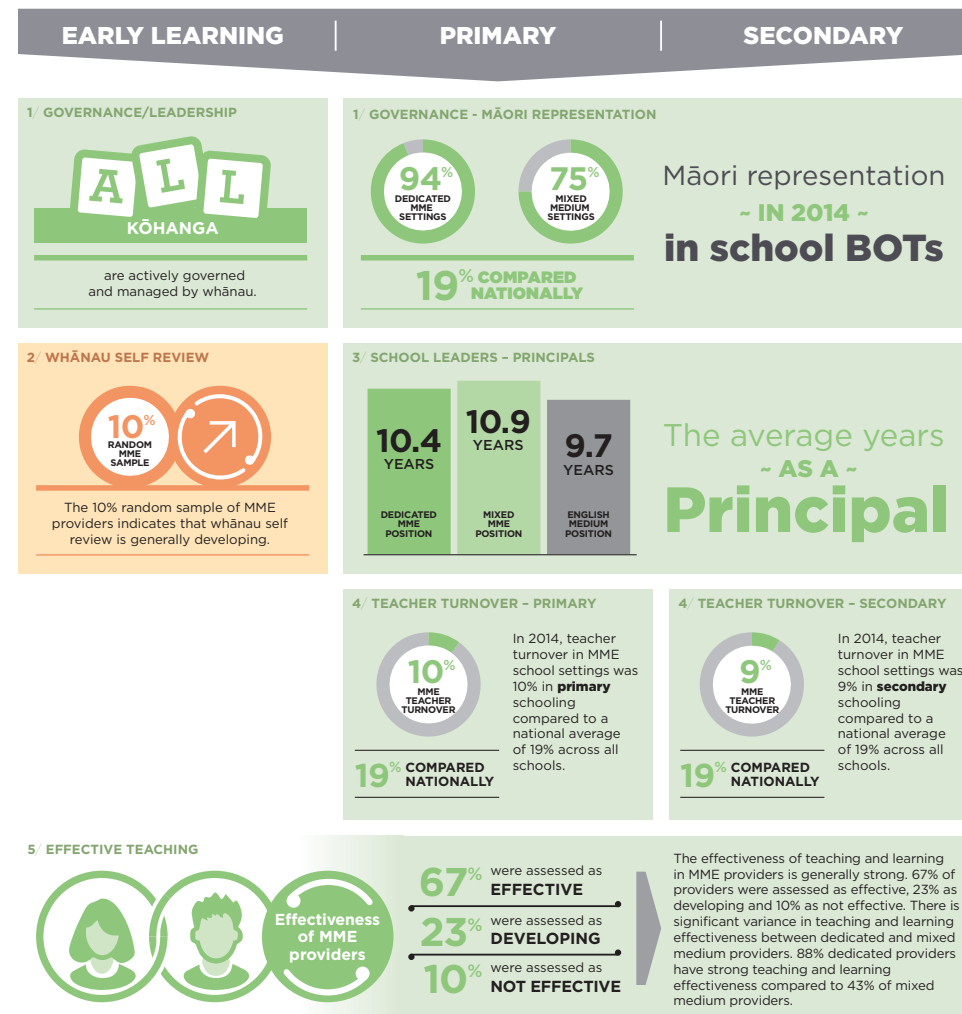 EARLY LEARNING
PRIMARY
SECONDARY
1/ GOVERNANCE/LEADERSHIP
A L L
KŌHANGA
are actively governed
and managed by whānau.
1/ GOVERNANCE - MĀORI REPRESENTATION
94%
DEDICATED
MME
SETTINGS
75%
MIXED
MEDIUM
SETTINGS
19% COMPARED
NATIONALLY
Māori representation
~ IN 2014 ~
in school BOTs
2/ WHĀNAU SELF REVIEW
10%
RANDOM
MME
SAMPLE
The 10% random sample of MME
providers indicates that whānau self
review is generally developing.
3/ SCHOOL LEADERS – PRINCIPALS
10.4
YEARS
DEDICATED
MME
POSITION
10.9
YEARS
MIXED
MME
POSITION
9.7
YEARS
ENGLISH
MEDIUM
POSITION
The average years
~ AS A ~
Principal
4/ TEACHER TURNOVER – PRIMARY
10%
MME
TEACHER
TURNOVER
19% COMPARED
NATIONALLY
In 2014, teacher
turnover in MME
school settings was
10% in primary
schooling
compared to a
national average
of 19% across all
schools.
4/ TEACHER TURNOVER – SECONDARY
9%
MME
TEACHER
TURNOVER
19% COMPARED
NATIONALLY
In 2014, teacher
turnover in MME
school settings was
9% in secondary
schooling
compared to a
national average
of 19% across all
schools.
5/ EFFECTIVE TEACHING
Effectiveness
of MME
providers
67% were assessed as
EFFECTIVE
23% were assessed as
DEVELOPING
10% were assessed as
NOT EFFECTIVE
The effectiveness of teaching and learning
in MME providers is generally strong. 67% of
providers were assessed as effective, 23% as
developing and 10% as not effective. There is
significant variance in teaching and learning
effectiveness between dedicated and mixed
medium providers. 88% dedicated providers
have strong teaching and learning
effectiveness compared to 43% of mixed
medium providers.